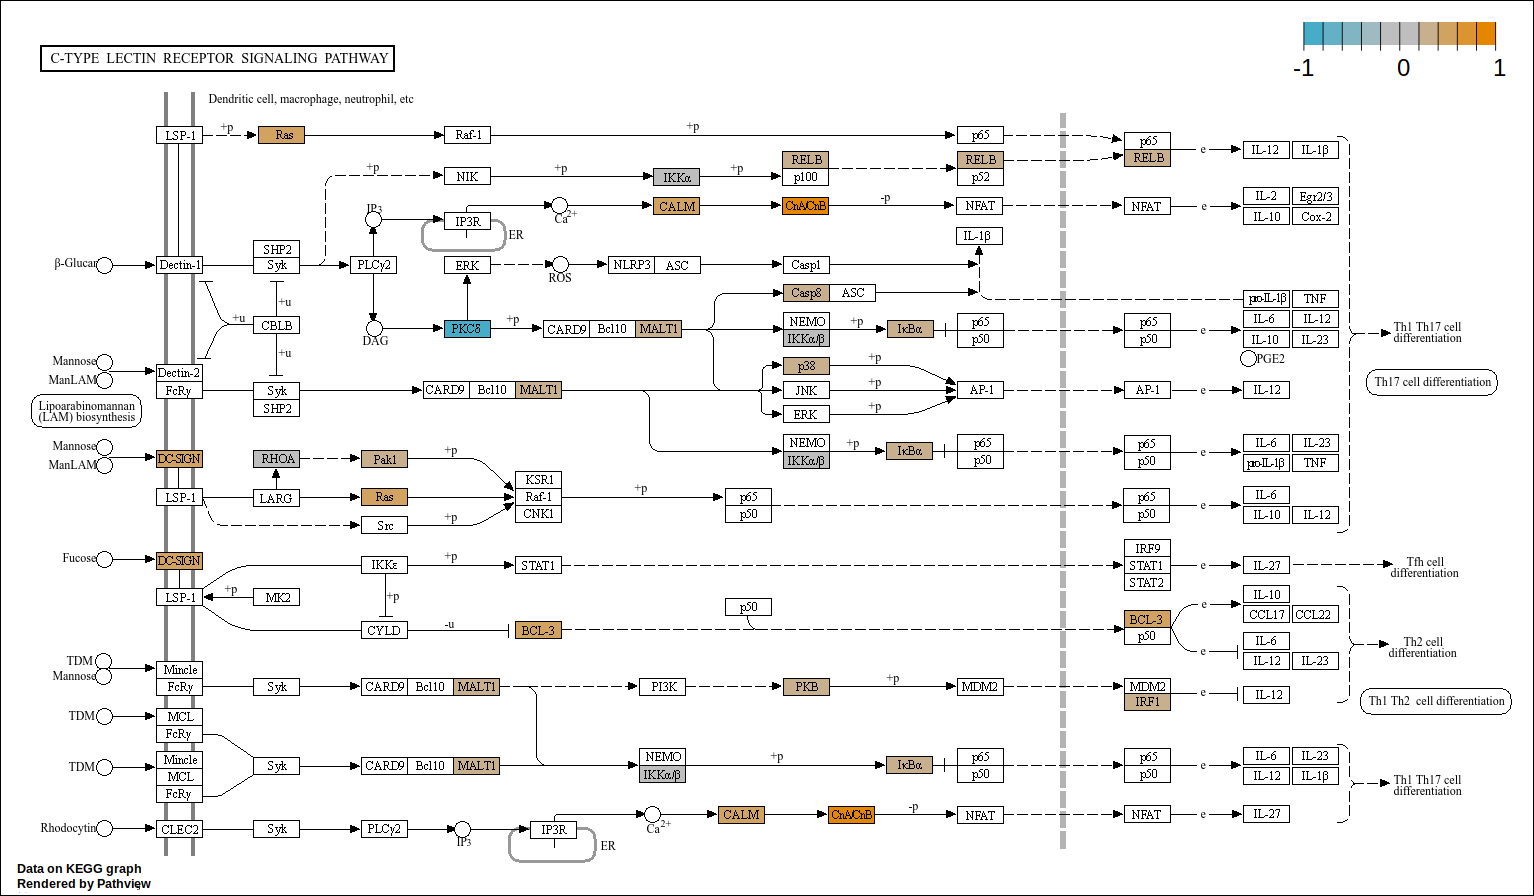 -1 0 1
C-TYPE LECTIN RECEPTOR SIGNALING PATHWAY
Dendritic cell, macrophage, neutrophil, etc
LSP-1 +p Ras Raf-1 +p p65 p65
RELB e IL-12 IL-1β
RELB RELB
+p NIK +p IKKα +p p100 p52
IL-2 Egr2/3
IP3 CALM CnA/CnB -p NFAT NFAT e
IP3R Ca2+ IL-10 Cox-2
ER
IL-1β
SHP2
β-Glucan Dectin-1 Syk PLCγ2 ERK NLRP3 ASC Casp1
ROS
Casp8 ASC
pro-IL-1β TNF
+u
+u CBLB PKCδ +p CARD9 Bcl10 MALT1 NEMO +p IκBα p65 p65 e IL-6 IL-12
DAG IKKα/β p50 p50 IL-10 IL-23
Th1 Th17 cell
differentiation
+u
PGE2
Mannose
ManLAM Dectin-2
p38 +p
FcRγ Syk CARD9 Bcl10 MALT1 JNK +p AP-1 AP-1 e IL-12
SHP2
Th17 cell differentiation
Lipoarabinomannan
(LAM) biosynthesis
ERK +p
Mannose
ManLAM DC-SIGN RHOA Pak1 +p
NEMO +p IκBα p65 p65 e IL-6 IL-23
IKKα/β p50 p50 pro-IL-1β TNF
KSR1
LSP-1 LARG Ras Raf-1 +p p65 p65 IL-6
CNK1 p50 p50 e IL-10 IL-12
Src +p
Fucose DC-SIGN
IKKε +p STAT1 IRF9
STAT1 e IL-27 Tfh cell
differentiation
STAT2
LSP-1 +p MK2 +p
IL-10
p50 e CCL17 CCL22
CYLD -u BCL-3 BCL-3
p50 IL-6
e IL-12 IL-23
Th2 cell
differentiation
TDM
Mannose Mincle
FcRγ Syk CARD9 Bcl10 MALT1 PI3K PKB +p MDM2 MDM2
IRF1 e IL-12
Th1 Th2 cell differentiation
TDM MCL
FcRγ
TDM Mincle
MCL
FcRγ
Syk CARD9 Bcl10 MALT1 NEMO
IKKα/β +p IκBα p65
p50 p65
p50 e IL-6 IL-23
IL-12 IL-1β
Th1 Th17 cell
differentiation
Rhodocytin CLEC2 Syk PLCγ2 IP3 IP3R Ca2+ CALM CnA/CnB -p NFAT NFAT e IL-27
ER
Data on KEGG graph
Rendered by Pathview